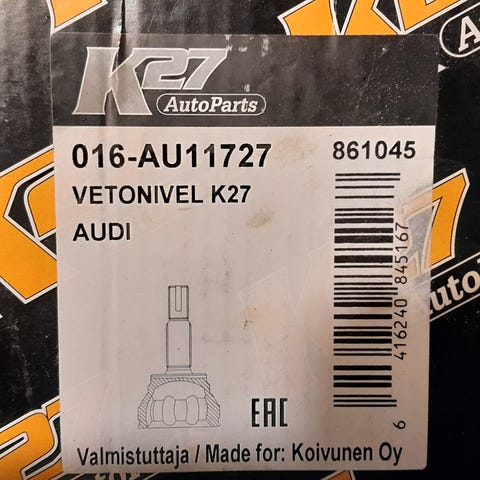 K27
AutoParts
016-AU11727 861045
VETONIVEL K27
AUDI
6 416240 845167
EAC
Valmistuttaja / Made for: Koivunen Oy